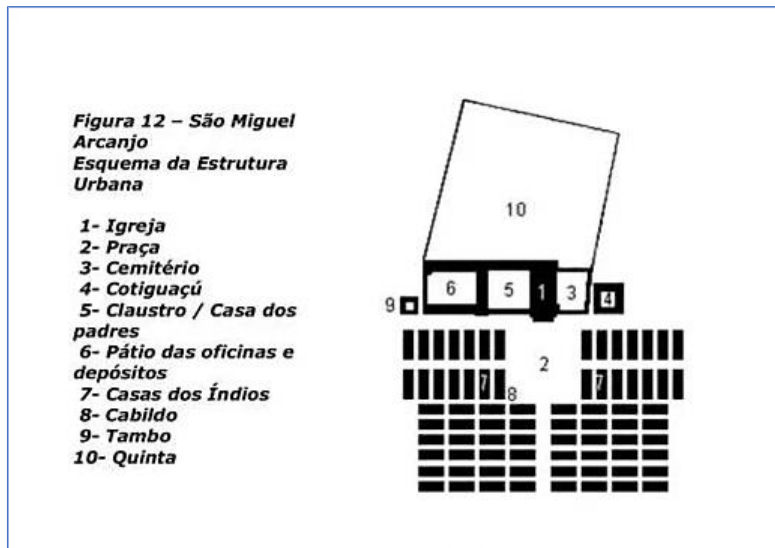 Figura 12 – São Miguel
Arcanjo
Esquema da Estrutura
Urbana
1- Igreja
2- Praça
3- Cemitério
4- Cotiguaçú
5- Claustro / Casa dos
padres
6- Pátio das oficinas e
depósitos
7- Casas dos Índios
8- Cabildo
9- Tambo
10- Quinta
10
6 5 1 3 4
9
2
7 7
8